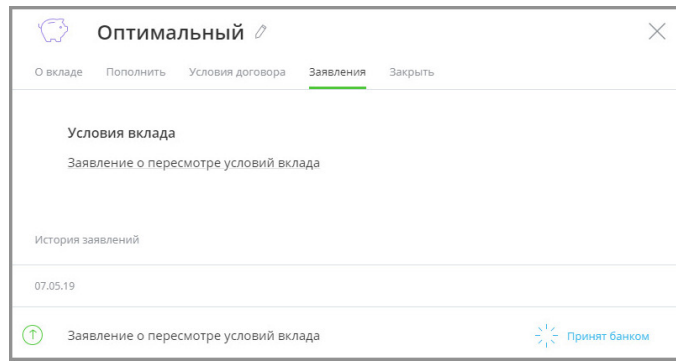 Оптимальный
О вкладе Пополнить Условия договора Заявления Закрыть
Условия вклада
Заявление о пересмотре условий вклада
История заявлений
07.05.19
Заявление о пересмотре условий вклада Принят банком